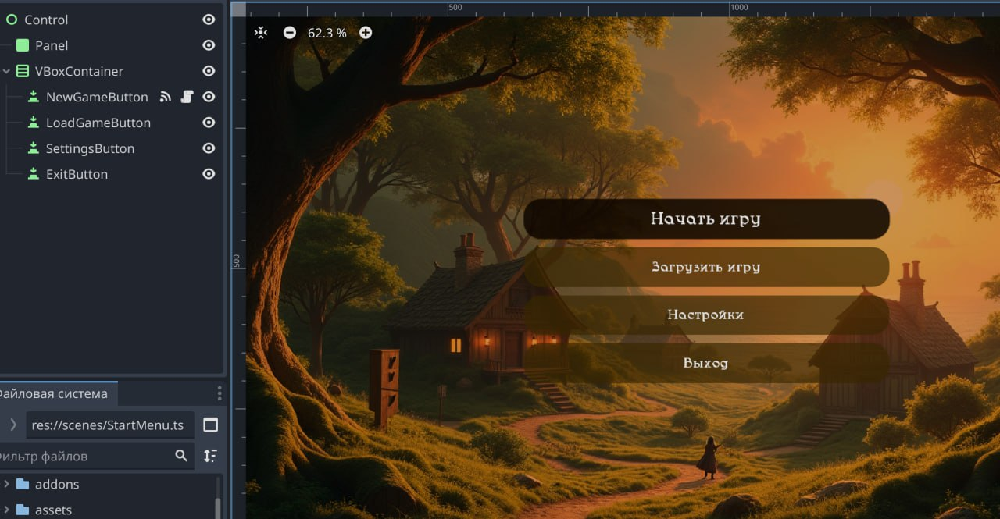 Control
Panel
VBoxContainer
NewGameButton
LoadGameButton
SettingsButton
ExitButton
айловая система
res://scenes/StartMenu.ts
ильтр файлов
addons
assets
500
1000
500
62.3 %
Начать игру
Загрузить игру
Настройки
Выход